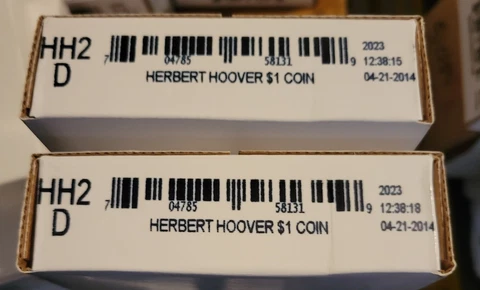 HH2
D
7 04785 58131 9
HERBERT HOOVER $1 COIN
2023
12:38:15
04-21-2014
HH2
D
7 04785 58131 9
HERBERT HOOVER $1 COIN
2023
12:38:18
04-21-2014